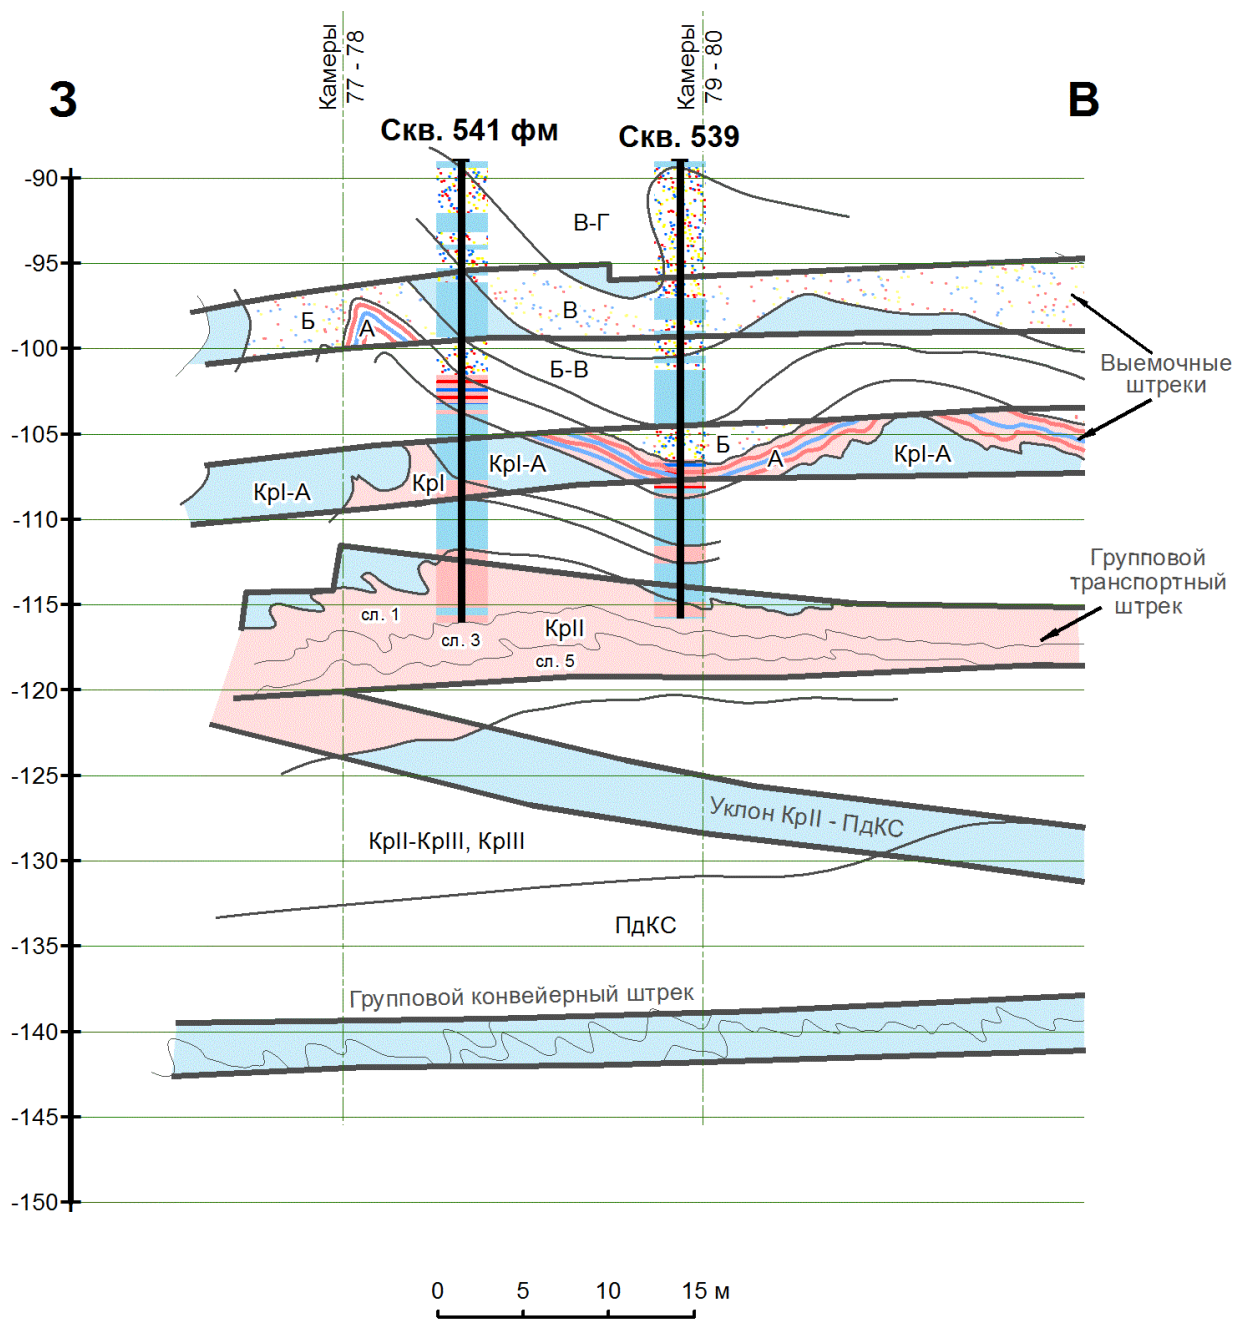 Камеры
77 - 78
Камеры
79 - 80
З
В
Скв. 541 фм
Скв. 539
-90
В-Г
-95
Б
А
В
-100
Б-В
Выемочные
штреки
-105
Б
А
КрI-А
КрI-А
КрI
КрI-А
-110
Групповой
транспортный
штрек
-115
сл. 1
сл. 3
КрII
сл. 5
-120
-125
Уклон КрII - ПдКС
КрII-КрIII, КрIII
-130
ПдКС
-135
Групповой конвейерный штрек
-140
-145
-150
0 5 10 15 м